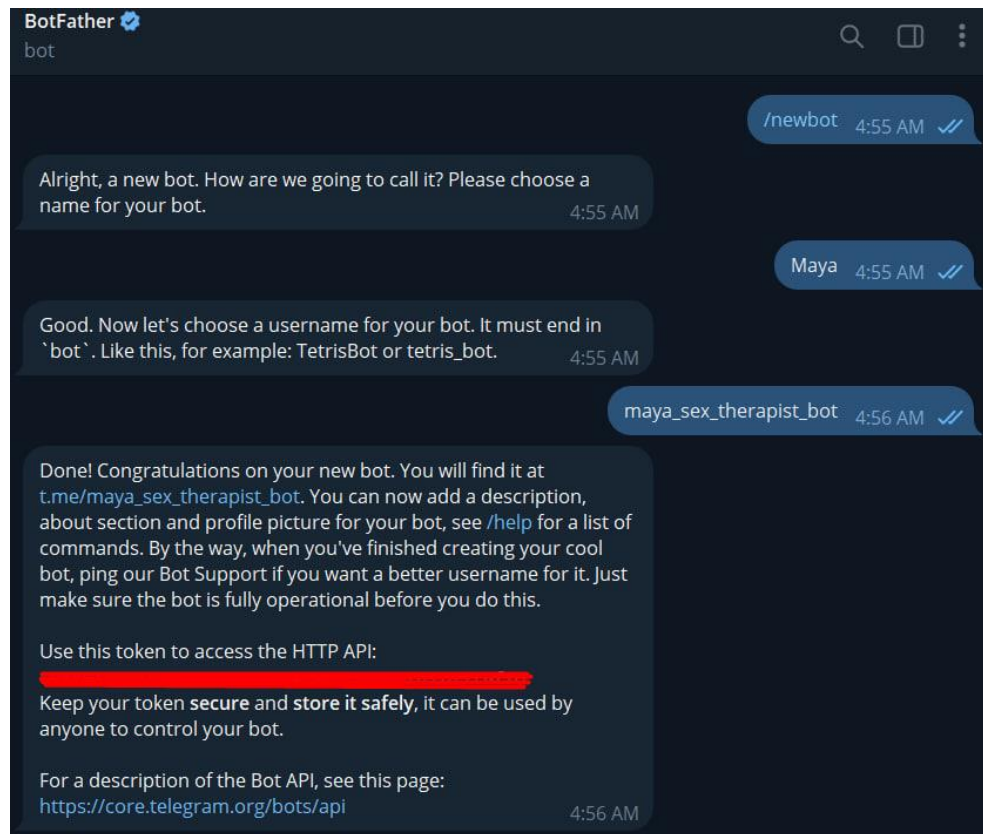 BotFather
bot
/newbot 4:55 AM
Alright, a new bot. How are we going to call it? Please choose a
name for your bot. 4:55 AM
Maya 4:55 AM
Good. Now let's choose a username for your bot. It must end in
`bot`. Like this, for example: TetrisBot or tetris_bot. 4:55 AM
maya_sex_therapist_bot 4:56 AM
Done! Congratulations on your new bot. You will find it at
t.me/maya_sex_therapist_bot. You can now add a description,
about section and profile picture for your bot, see /help for a list of
commands. By the way, when you've finished creating your cool
bot, ping our Bot Support if you want a better username for it. Just
make sure the bot is fully operational before you do this.
Use this token to access the HTTP API:
Keep your token secure and store it safely, it can be used by
anyone to control your bot.
For a description of the Bot API, see this page:
https://core.telegram.org/bots/api 4:56 AM